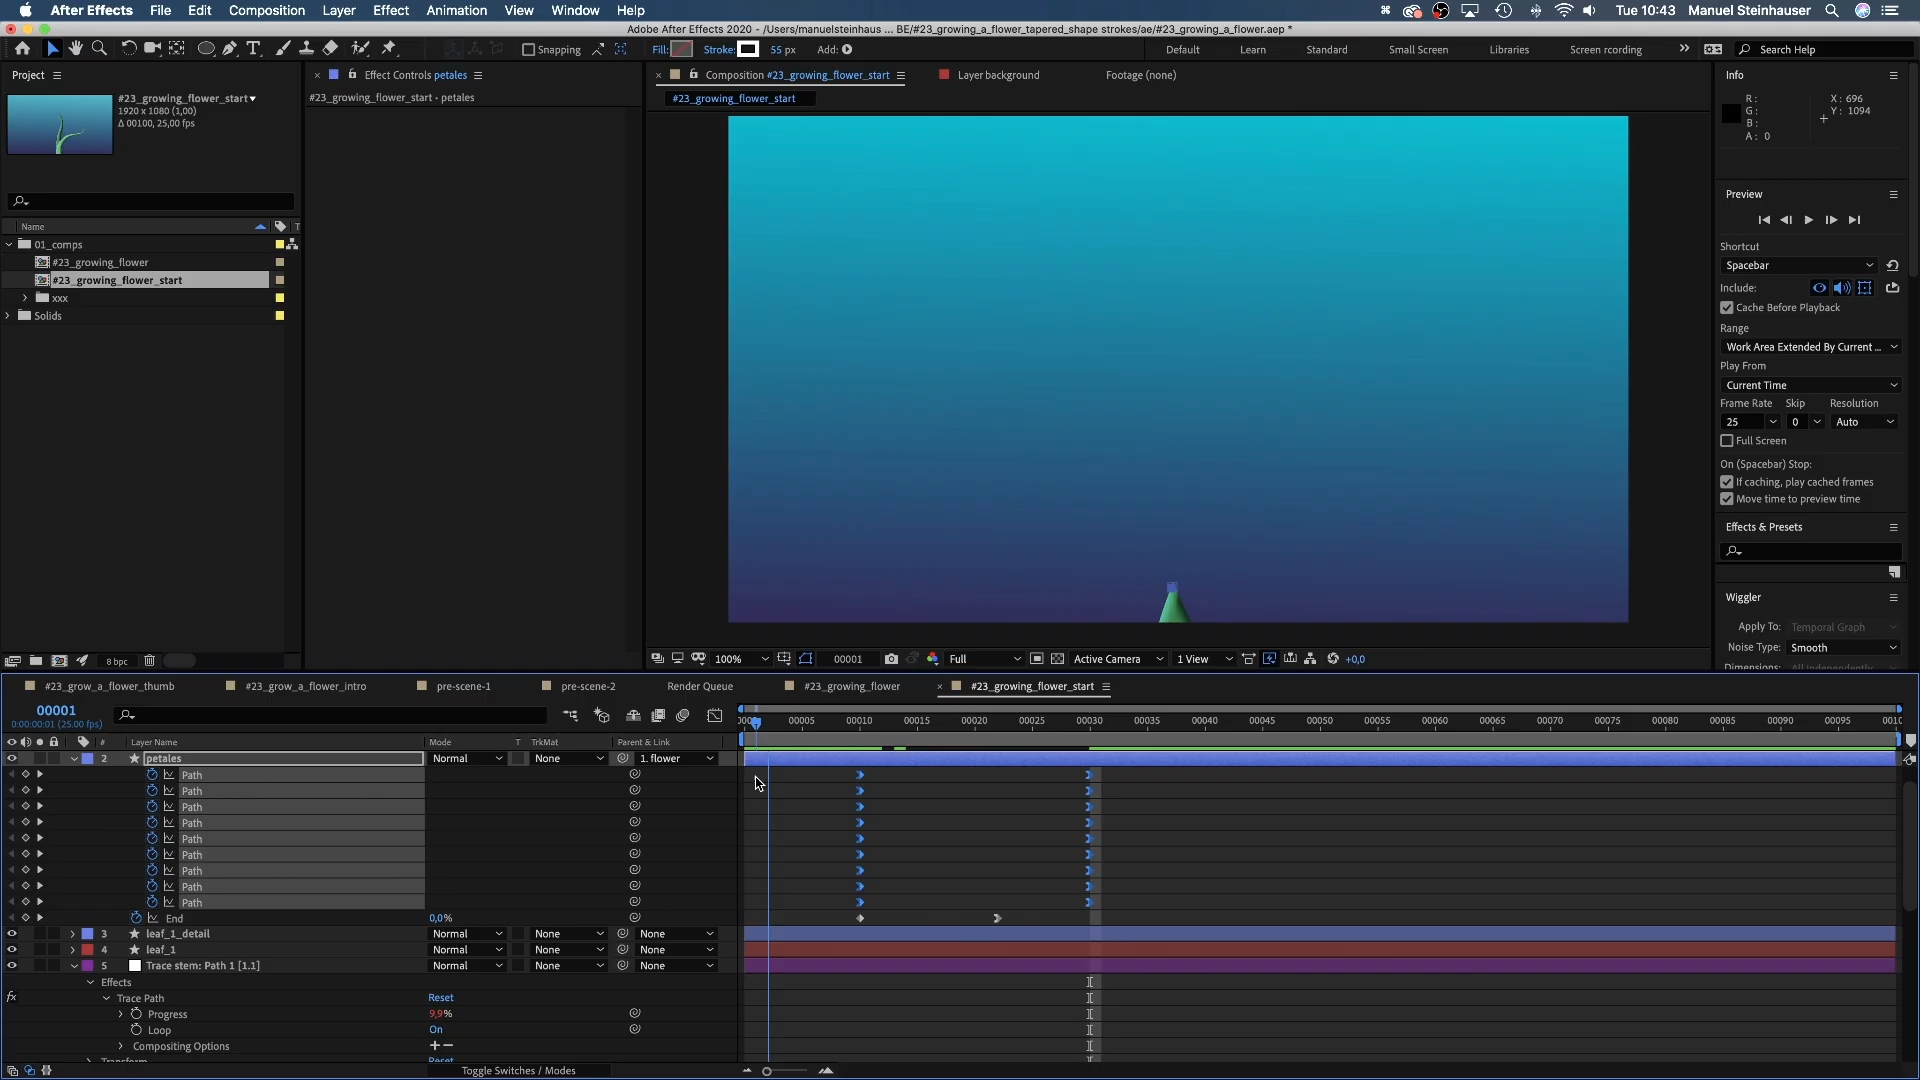 After Effects File Edit Composition Layer Effect Animation View Window Help
Tue 10:43 Manuel Steinhauser
Adobe After Effects 2020 - /Users/manuelsteinhaus ... BE/#23_growing_a_flower_tapered_shape strokes/ae/#23_growing_a_flower.aep *
Snapping Fill: Stroke: 55 px Add:
Default Learn Standard Small Screen Libraries Screen rcording Search Help
Project
#23_growing_flower_start
1920 x 1080 (1,00)
Δ 00100, 25,00 fps
Name
01_comps
#23_growing_flower
#23_growing_flower_start
xxx
Solids
8 bpc
Effect Controls petales
#23_growing_flower_start • petales
Composition #23_growing_flower_start
Layer background
Footage (none)
#23_growing_flower_start
100% 00001 Full Active Camera 1 View +0,0
Info
R: X: 696
G: Y: 1094
B:
A: 0
Preview
Shortcut
Spacebar
Include:
Cache Before Playback
Range
Work Area Extended By Current ...
Play From
Current Time
Frame Rate Skip Resolution
25 0 Auto
Full Screen
On (Spacebar) Stop:
If caching, play cached frames
Move time to preview time
Effects & Presets
Wiggler
Apply To: Temporal Graph
Noise Type: Smooth
Dimensions: All Independently
#23_grow_a_flower_thumb #23_grow_a_flower_intro pre-scene-1 pre-scene-2 Render Queue #23_growing_flower #23_growing_flower_start
00001
0:00:00:01 (25.00 fps)
00005 00010 00015 00020 00025 00030 00035 00040 00045 00050 00055 00060 00065 00070 00075 00080 00085 00090 00095 0010
# Layer Name Mode T TrkMat Parent & Link
2 petales Normal None 1. flower
Path
Path
Path
Path
Path
Path
Path
Path
Path
End 0,0%
3 leaf_1_detail Normal None None
4 leaf_1 Normal None None
5 Trace stem: Path 1 [1.1] Normal None None
Effects
fx Trace Path Reset
Progress 9,9%
Loop On
Compositing Options +–
Transform Reset
Toggle Switches / Modes